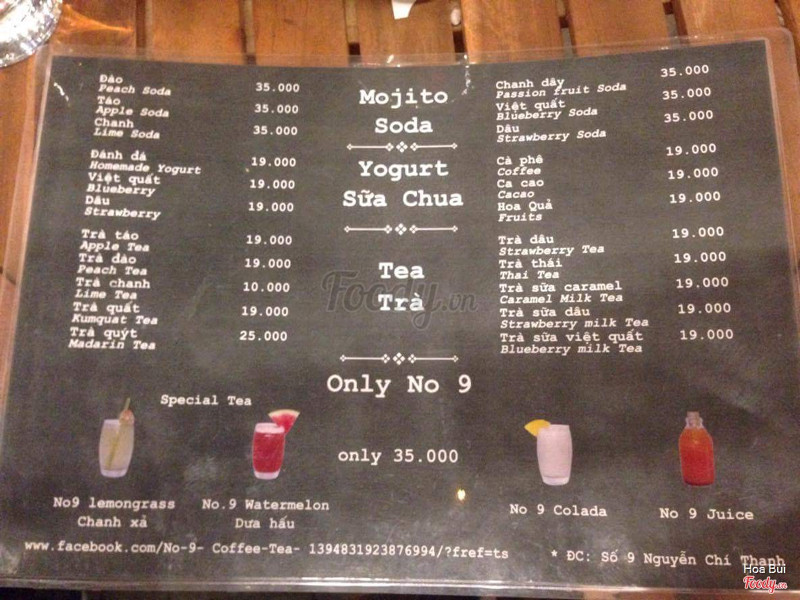 Mojito
Soda
Đào 35.000
Peach Soda
Táo 35.000
Apple Soda
Chanh 35.000
Lime Soda
Chanh dây 35.000
Passion fruit Soda
Việt quất 35.000
Blueberry Soda
Dâu 35.000
Strawberry Soda
Yogurt
Sữa Chua
Đánh đá 19.000
Homemade Yogurt
Việt quất 19.000
Blueberry
Dâu 19.000
Strawberry
Cà phê 19.000
Coffee
Ca cao 19.000
Cacao
Hoa Quả 19.000
Fruits
Tea
Trà
Trà táo 19.000
Apple Tea
Trà đào 19.000
Peach Tea
Trà chanh 10.000
Lime Tea
Trà quất 19.000
Kumquat Tea
Trà quýt 25.000
Madarin Tea
Trà dâu 19.000
Strawberry Tea
Trà thái 19.000
Thai Tea
Trà sữa caramel 19.000
Caramel Milk Tea
Trà sữa dâu 19.000
Strawberry milk Tea
Trà sữa việt quất 19.000
Blueberry milk Tea
Foody.vn
Only No 9
Special Tea
only 35.000
No9 lemongrass
Chanh xả
No.9 Watermelon
Dưa hấu
No 9 Colada
No 9 Juice
www.facebook.com/No-9- Coffee-Tea- 1394831923876994/?fref=ts
* ĐC: Số 9 Nguyễn Chí Thanh
Hoa Bui
Foody.vn